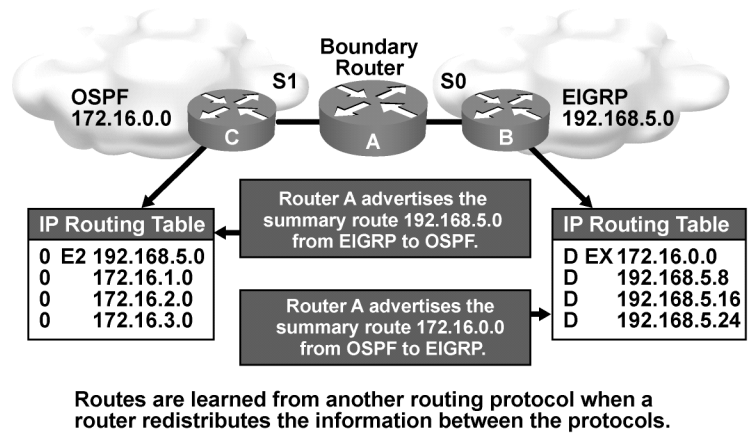 Boundary
Router
OSPF
172.16.0.0
S1
S0
EIGRP
192.168.5.0
C
A
B
IP Routing Table
0 E2 192.168.5.0
0 172.16.1.0
0 172.16.2.0
0 172.16.3.0
Router A advertises the
summary route 192.168.5.0
from EIGRP to OSPF.
Router A advertises the
summary route 172.16.0.0
from OSPF to EIGRP.
IP Routing Table
D EX 172.16.0.0
D 192.168.5.8
D 192.168.5.16
D 192.168.5.24
Routes are learned from another routing protocol when a
router redistributes the information between the protocols.